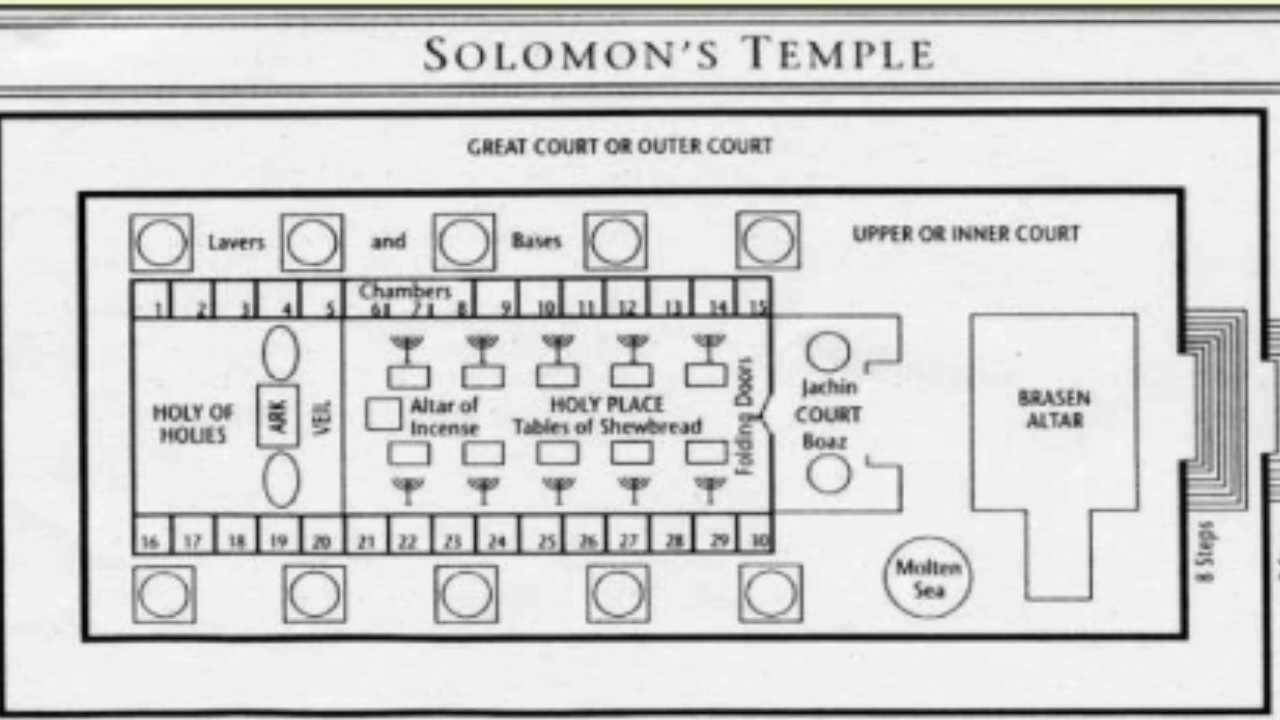 SOLOMON'S TEMPLE
GREAT COURT OR OUTER COURT
UPPER OR INNER COURT
Lavers and Bases
Chambers
1 2 3 4 5 6 7 8 9 10 11 12 13 14 15
HOLY OF
HOLIES
ARK
VEIL
Altar of
Incense
HOLY PLACE
Tables of Shewbread
Folding Doors
Jachin
COURT
Boaz
BRASEN
ALTAR
16 17 18 19 20 21 22 23 24 25 26 27 28 29 30
Molten
Sea
8 Steps